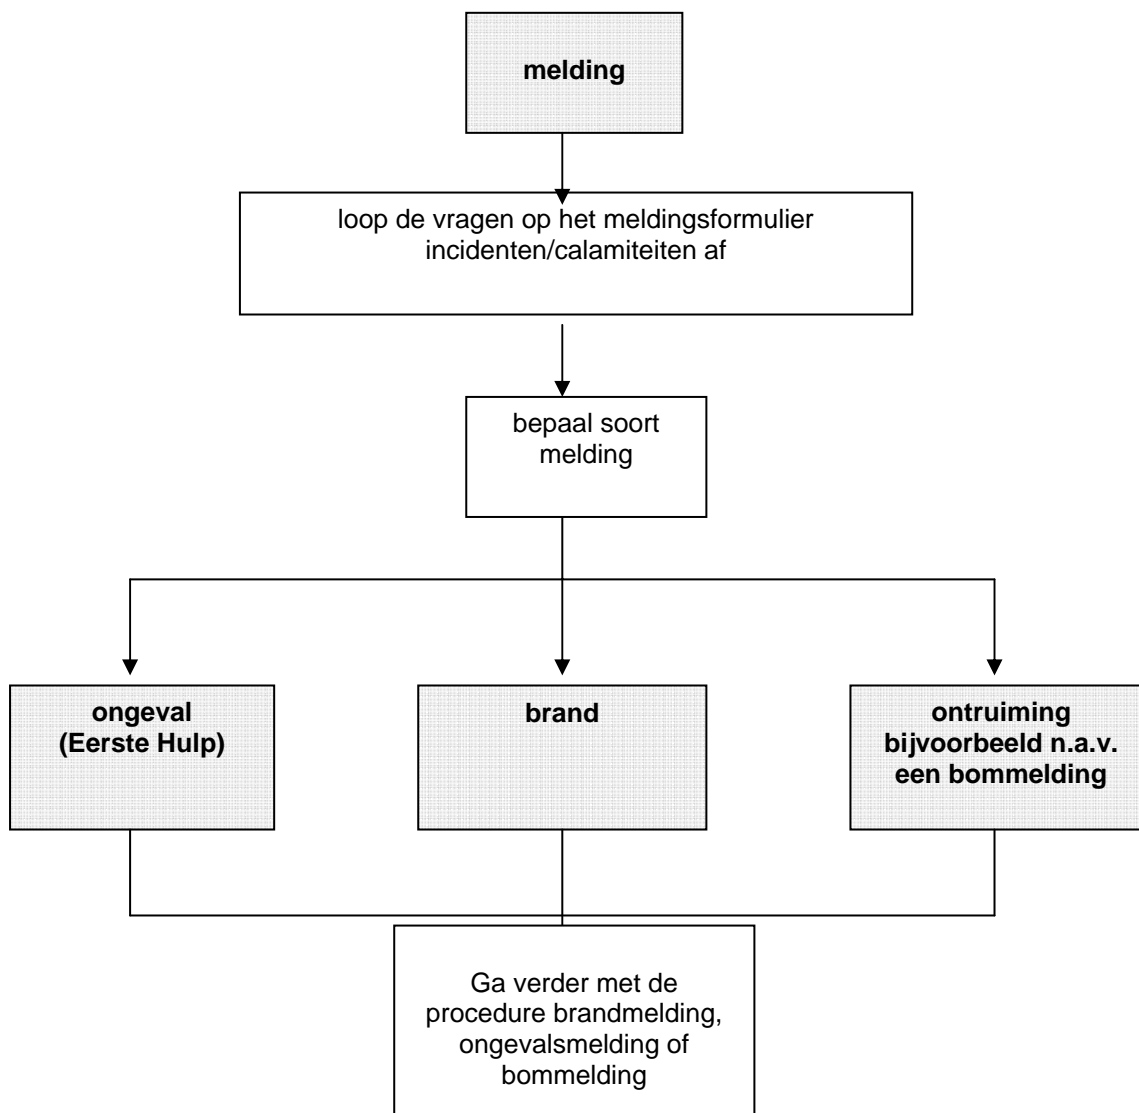 melding
loop de vragen op het meldingsformulier
incidenten/calamiteiten af
bepaal soort
melding
ongeval
(Eerste Hulp)
brand
ontruiming
bijvoorbeeld n.a.v.
een bommelding
Ga verder met de
procedure brandmelding,
ongevalsmelding of
bommelding